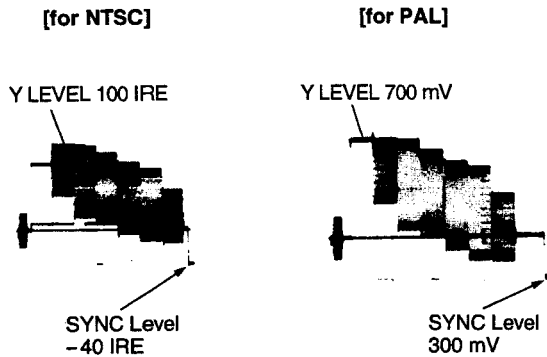 [for NTSC]
[for PAL]
Y LEVEL 100 IRE
Y LEVEL 700 mV
SYNC Level
−40 IRE
SYNC Level
300 mV